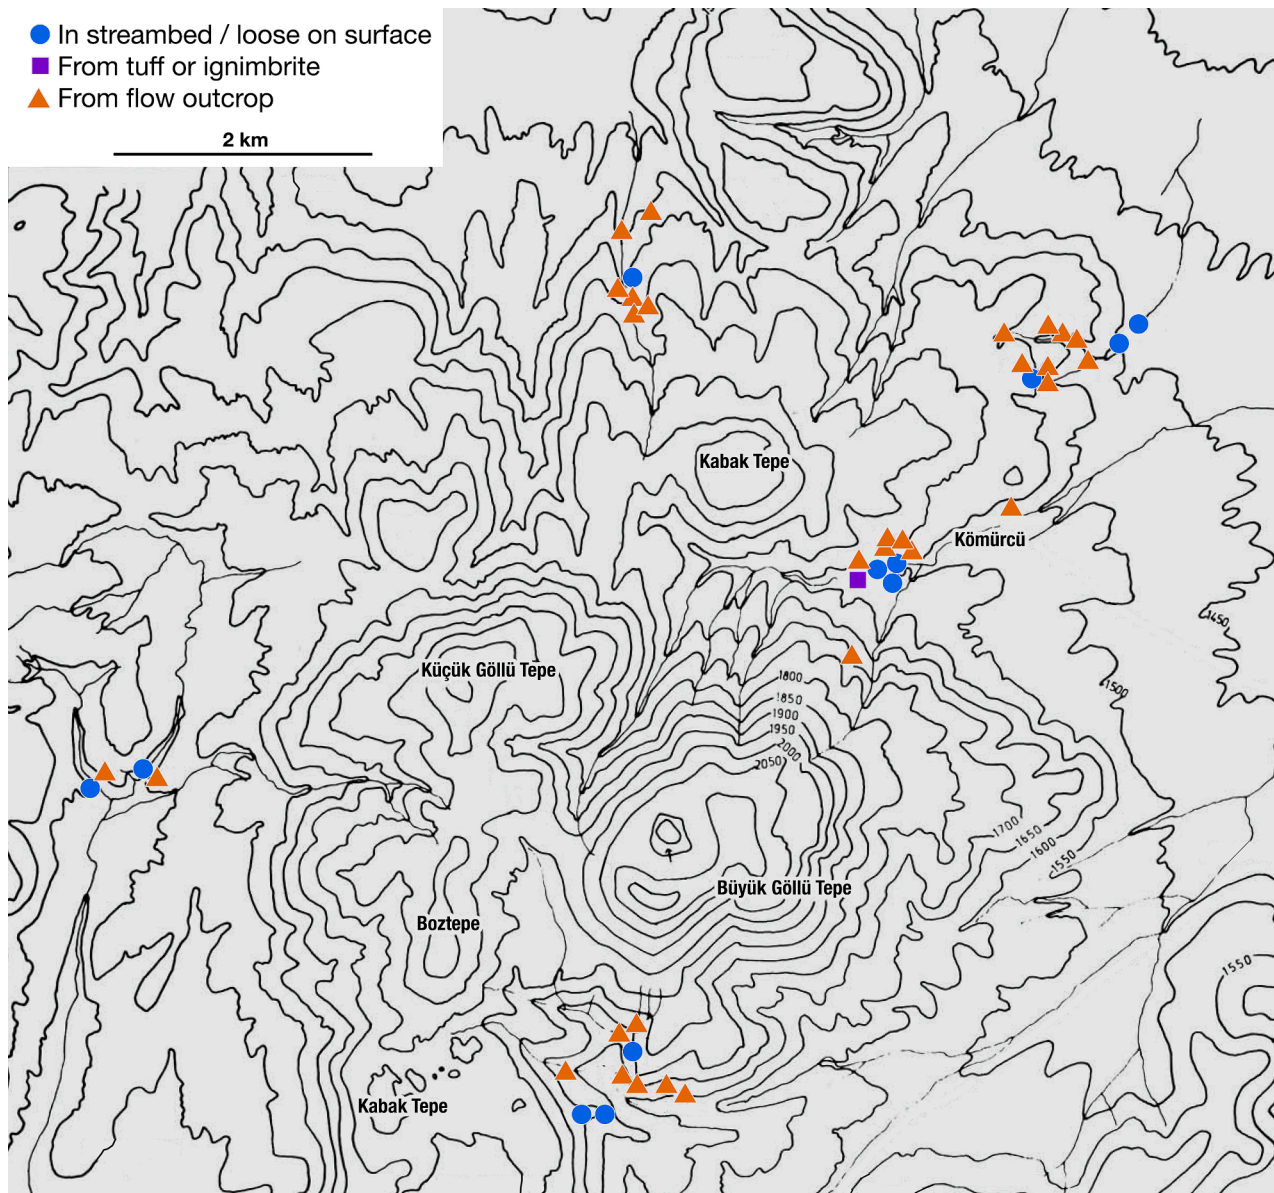 In streambed / loose on surface
From tuff or ignimbrite
From flow outcrop
2 km
Kabak Tepe
Kömürcü
1450
Küçük Göllü Tepe
1800
1500
1850
1900
1950
2000
2050
1700
1650
1600
1550
Büyük Göllü Tepe
Boztepe
1550
Kabak Tepe